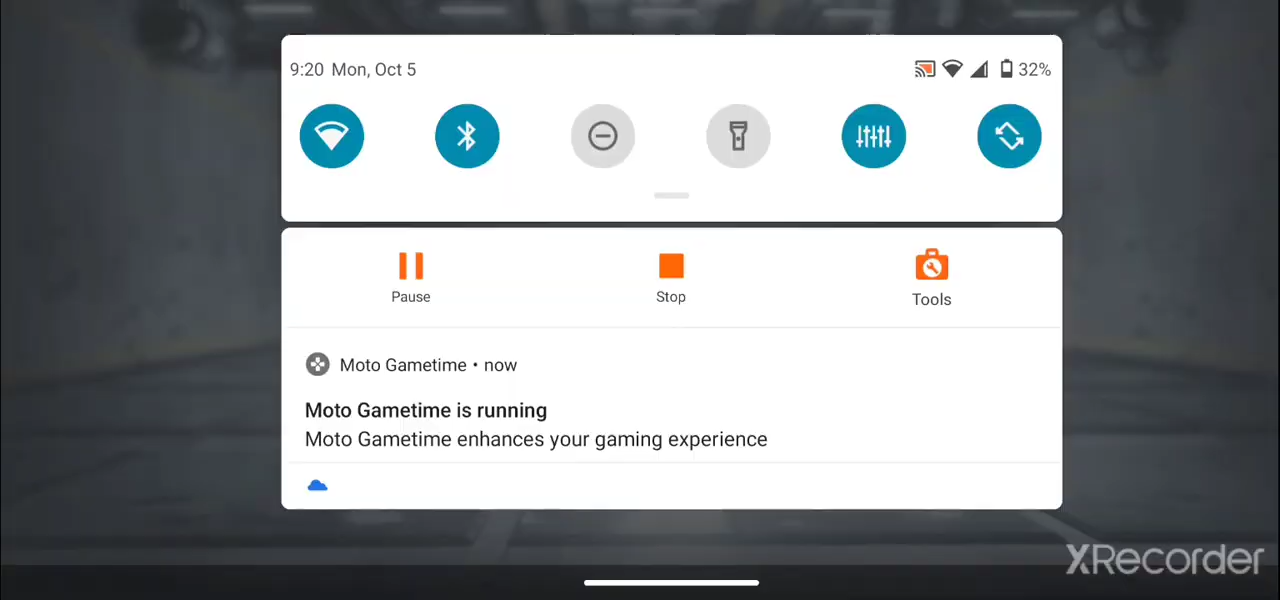 9:20 Mon, Oct 5
32%
Pause
Stop
Tools
Moto Gametime • now
Moto Gametime is running
Moto Gametime enhances your gaming experience
XRecorder